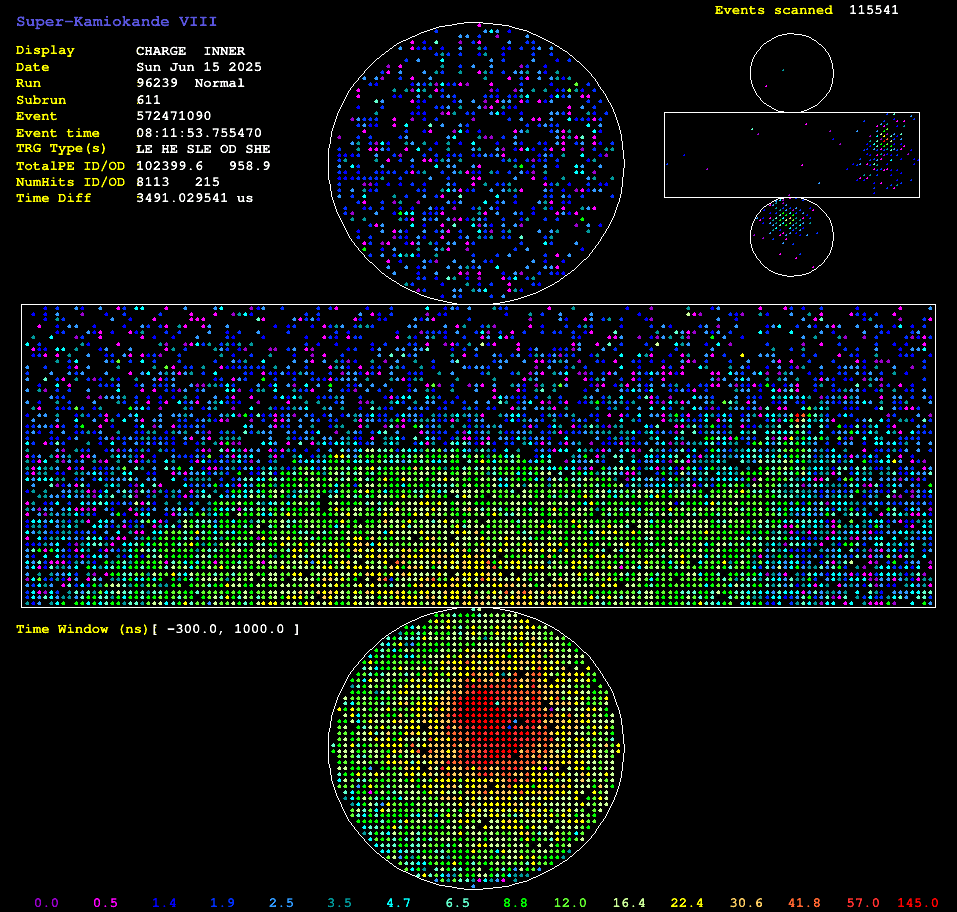 Super-Kamiokande VIII
Events scanned 115541
Display CHARGE INNER
Date Sun Jun 15 2025
Run 96239 Normal
Subrun 611
Event 572471090
Event time 08:11:53.755470
TRG Type(s) LE HE SLE OD SHE
TotalPE ID/OD 102399.6 958.9
NumHits ID/OD 8113 215
Time Diff 3491.029541 us
Time Window (ns)[ -300.0, 1000.0 ]
0.0 0.5 1.4 1.9 2.5 3.5 4.7 6.5 8.8 12.0 16.4 22.4 30.6 41.8 57.0 145.0